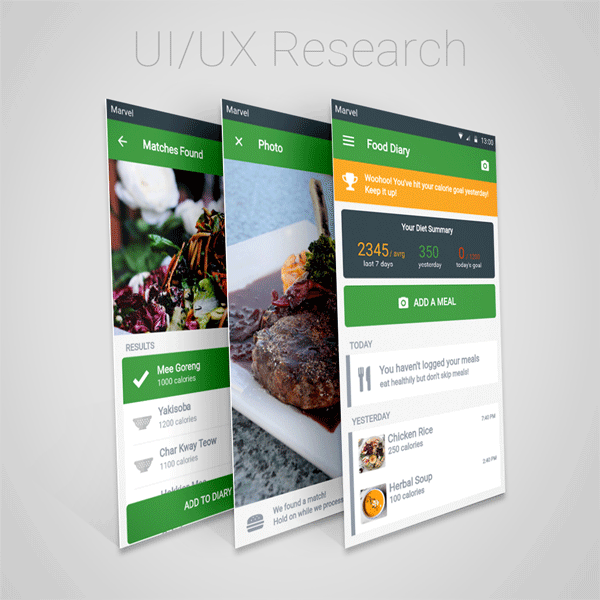 UI/UX Research
Marvel
Matches Found
RESULTS
Mee Goreng
1000 calories
Yakisoba
1200 calories
Char Kway Teow
1100 calories
ADD TO DIARY
Marvel
Photo
We found a match!
Hold on while we process
Marvel
13:00
Food Diary
Woohoo! You've hit your calorie goal yesterday!
Keep it up!
Your Diet Summary
2345 / avrg
last 7 days
350
yesterday
0
today's goal
ADD A MEAL
TODAY
You haven't logged your meals
eat healthily but don't skip meals!
YESTERDAY
7:40 PM
Chicken Rice
250 calories
2:40 PM
Herbal Soup
100 calories